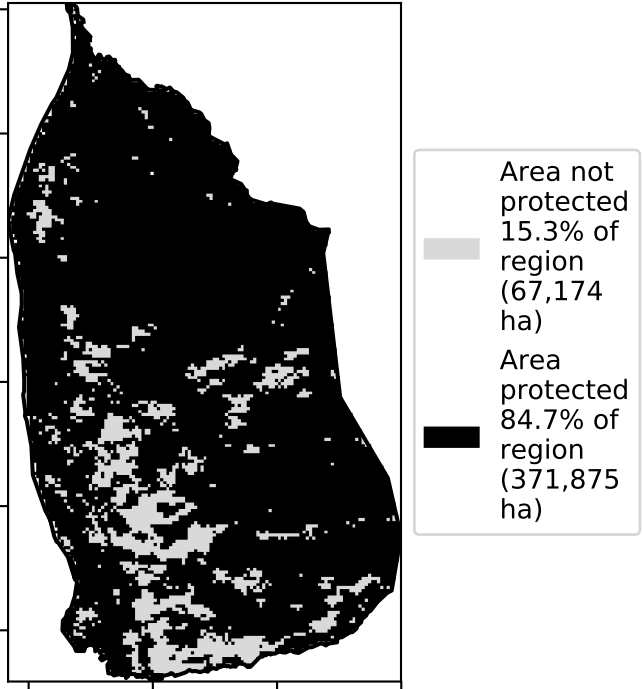 Area not
protected
15.3% of
region
(67,174
ha)
Area
protected
84.7% of
region
(371,875
ha)